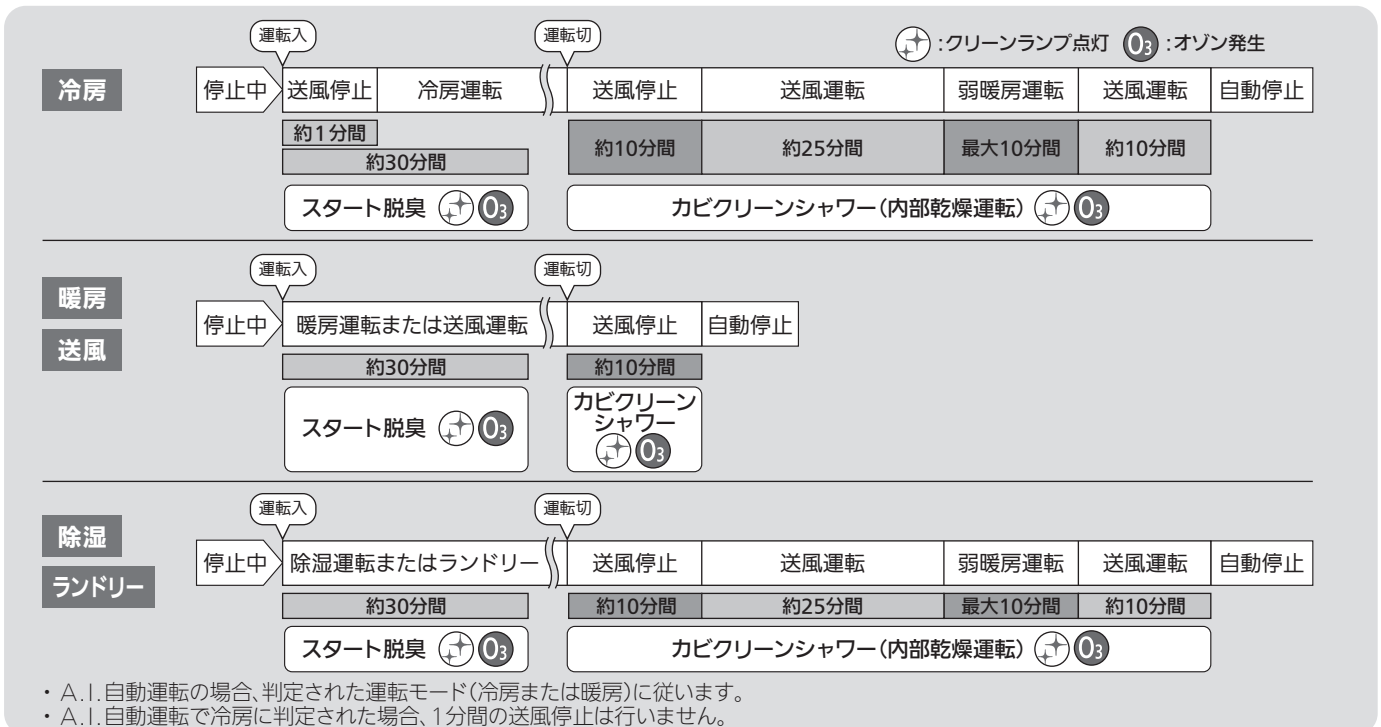 運転入 運転切 :クリーンランプ点灯 O3:オゾン発生
冷房 停止中 送風停止 冷房運転 送風停止 送風運転 弱暖房運転 送風運転 自動停止
約1分間
約30分間 約10分間 約25分間 最大10分間 約10分間
スタート脱臭 O3 カビクリーンシャワー(内部乾燥運転) O3
運転入 運転切
暖房
送風
停止中 暖房運転または送風運転 送風停止 自動停止
約30分間 約10分間
スタート脱臭 O3
カビクリーン
シャワー
O3
運転入 運転切
除湿
ランドリー
停止中 除湿運転またはランドリー 送風停止 送風運転 弱暖房運転 送風運転 自動停止
約30分間 約10分間 約25分間 最大10分間 約10分間
スタート脱臭 O3 カビクリーンシャワー(内部乾燥運転) O3
・A.I.自動運転の場合、判定された運転モード(冷房または暖房)に従います。
・A.I.自動運転で冷房に判定された場合、1分間の送風停止は行いません。